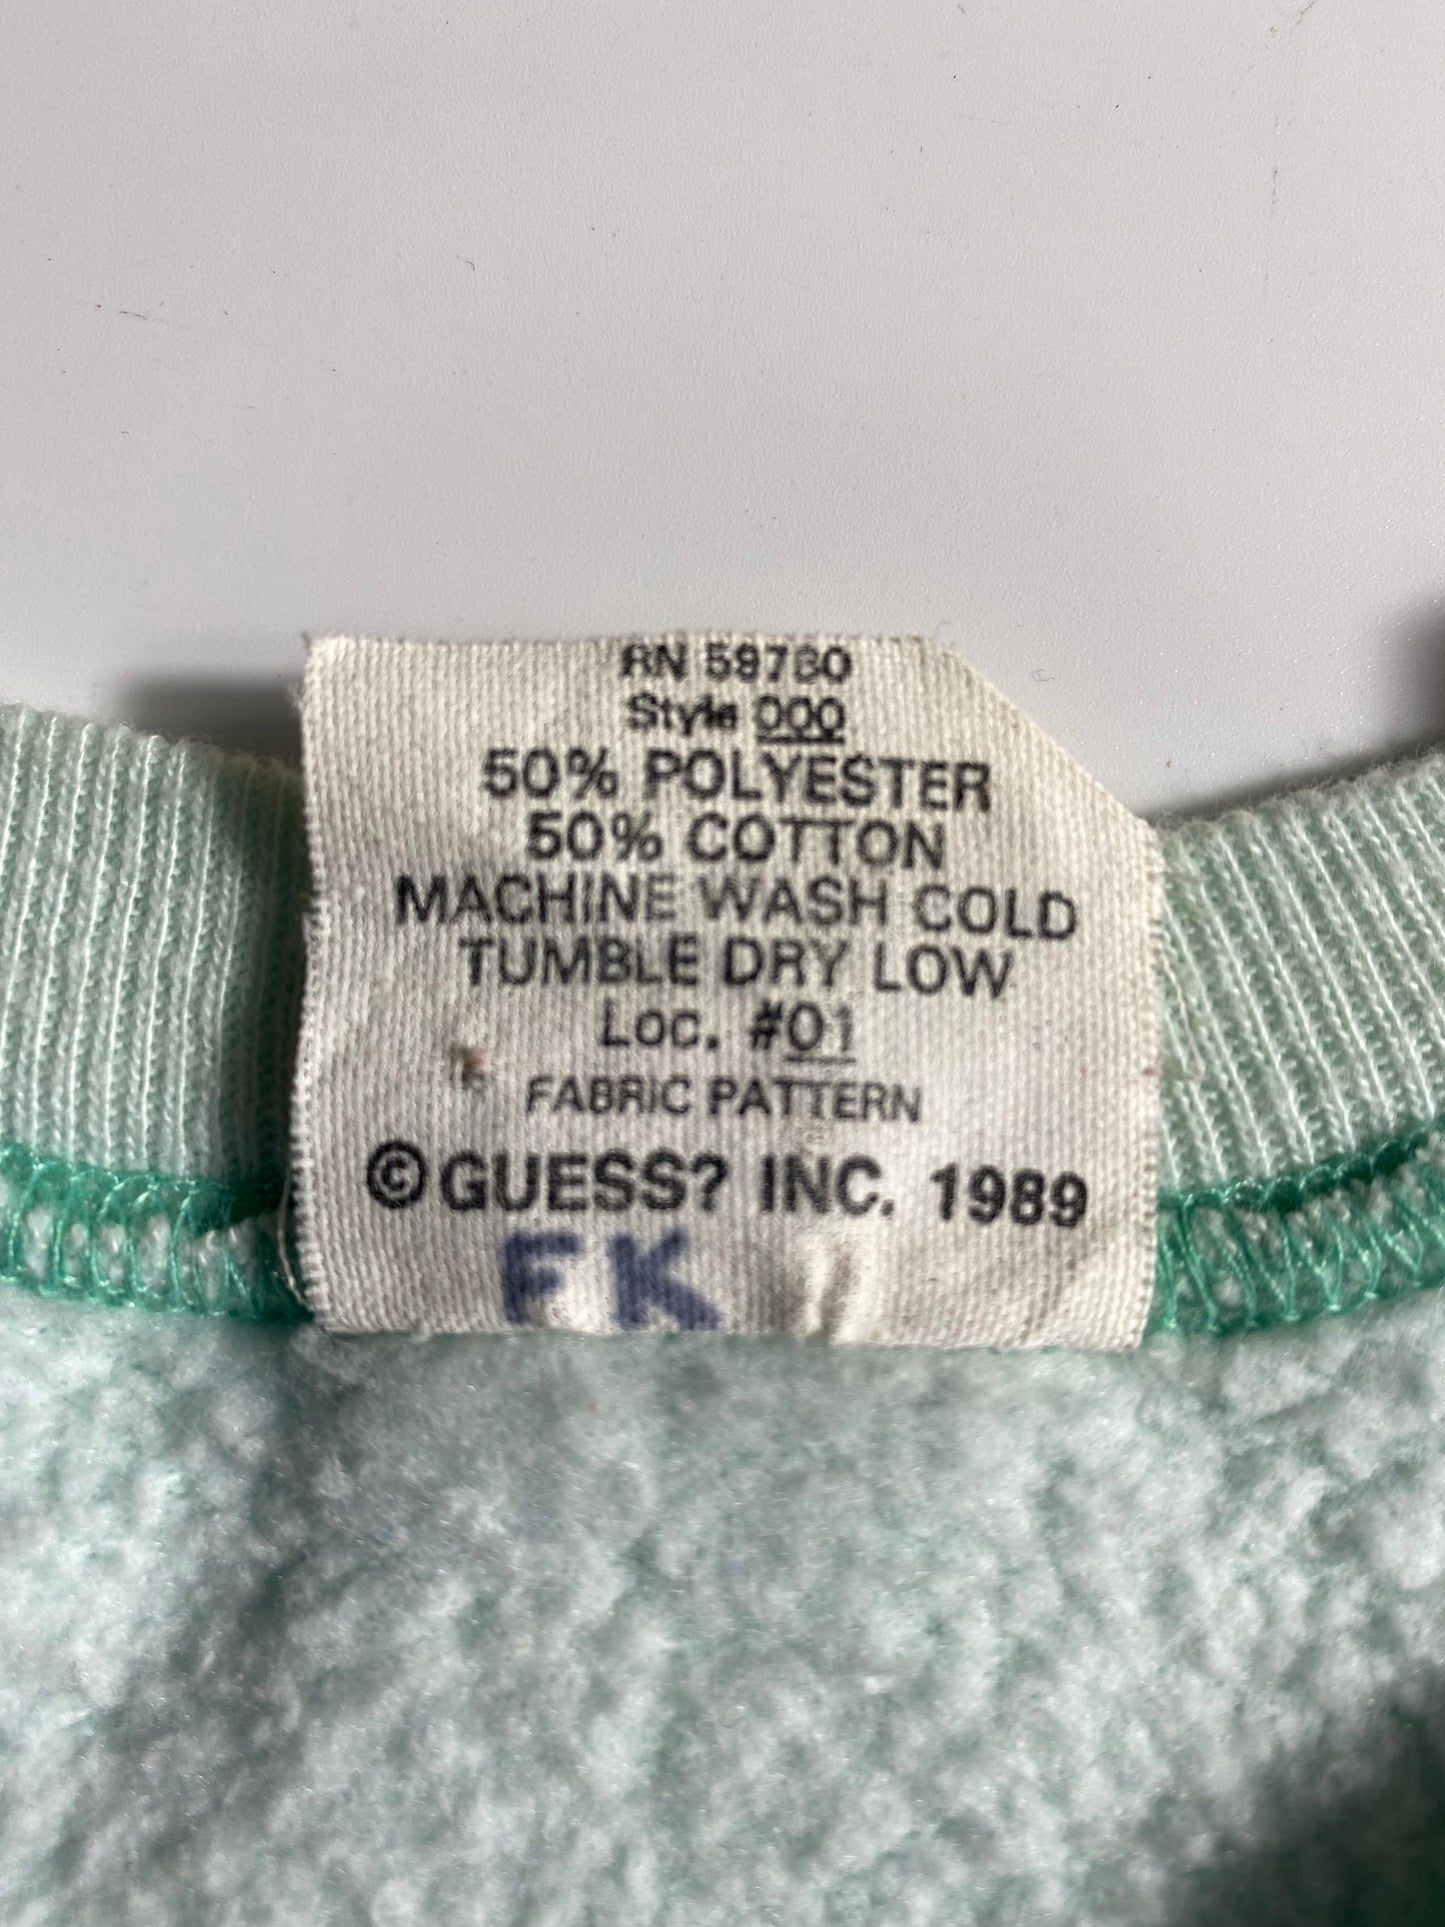 RN 59780
Style 000
50% POLYESTER
50% COTTON
MACHINE WASH COLD
TUMBLE DRY LOW
Loc. #01
FABRIC PATTERN
© GUESS? INC. 1989
FK